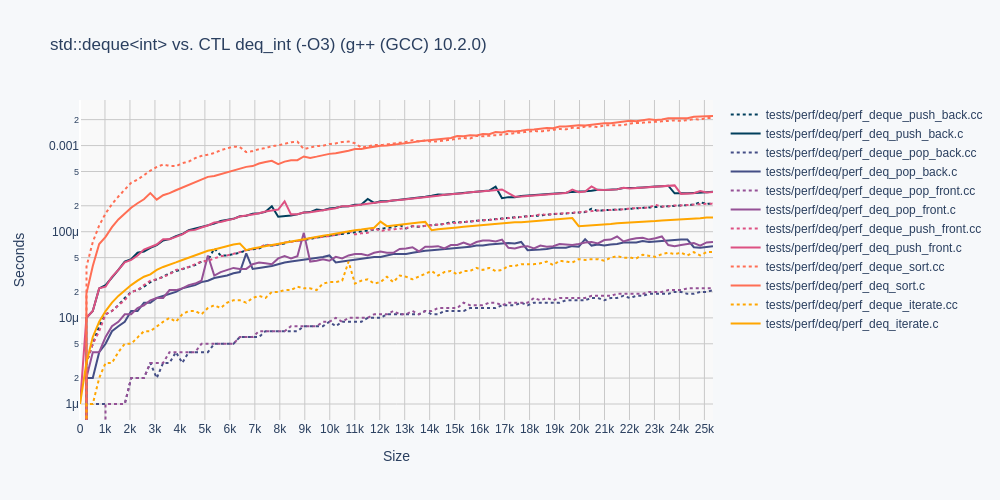 std::deque<int> vs. CTL deq_int (-O3) (g++ (GCC) 10.2.0)
2
0.001
5
2
100μ
5
2
10μ
5
2
1μ
Seconds
0 1k 2k 3k 4k 5k 6k 7k 8k 9k 10k 11k 12k 13k 14k 15k 16k 17k 18k 19k 20k 21k 22k 23k 24k 25k
Size
tests/perf/deq/perf_deque_push_back.cc
tests/perf/deq/perf_deq_push_back.c
tests/perf/deq/perf_deque_pop_back.cc
tests/perf/deq/perf_deq_pop_back.c
tests/perf/deq/perf_deque_pop_front.cc
tests/perf/deq/perf_deq_pop_front.c
tests/perf/deq/perf_deque_push_front.cc
tests/perf/deq/perf_deq_push_front.c
tests/perf/deq/perf_deque_sort.cc
tests/perf/deq/perf_deq_sort.c
tests/perf/deq/perf_deque_iterate.cc
tests/perf/deq/perf_deq_iterate.c